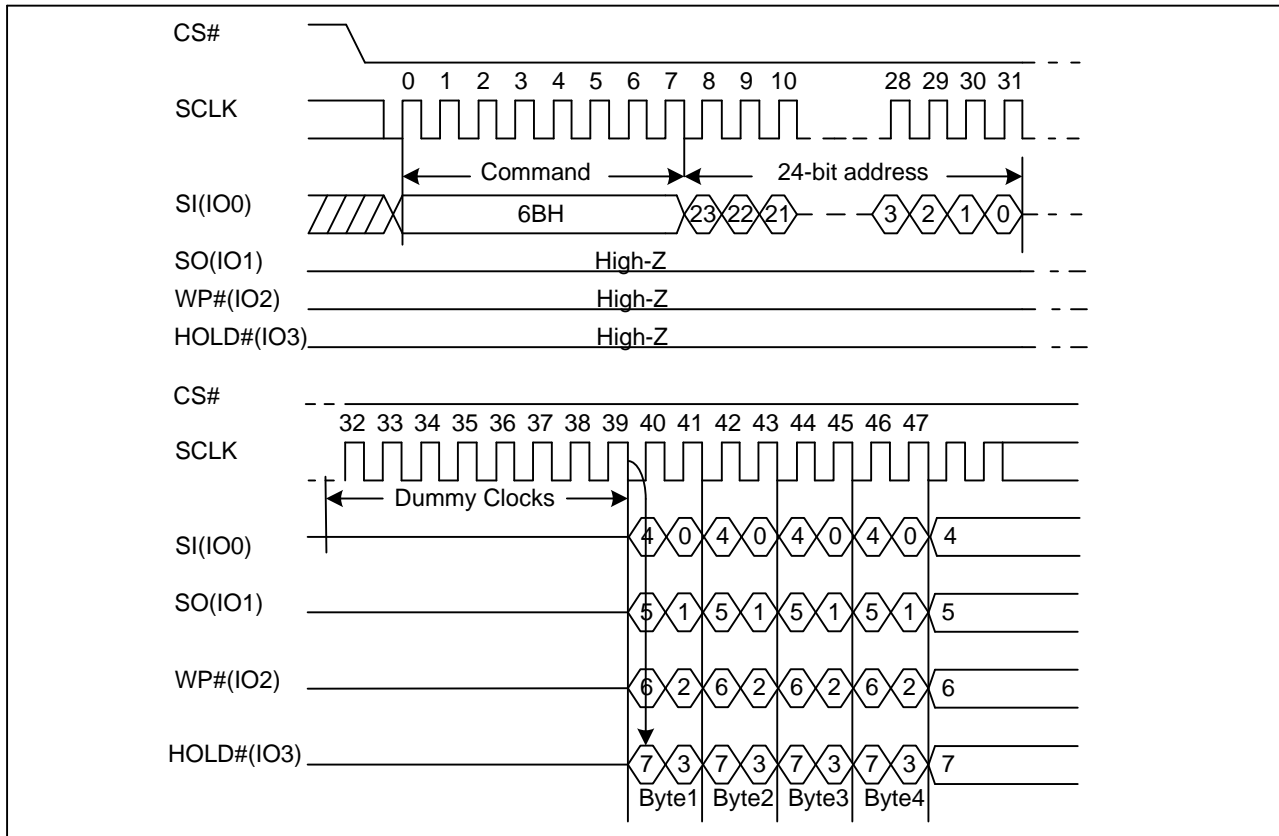 CS#
0 1 2 3 4 5 6 7 8 9 10 28 29 30 31
SCLK
Command 24-bit address
SI(IO0) 6BH 23 22 21 3 2 1 0
SO(IO1) High-Z
WP#(IO2) High-Z
HOLD#(IO3) High-Z
CS#
32 33 34 35 36 37 38 39 40 41 42 43 44 45 46 47
SCLK
Dummy Clocks
SI(IO0) 4 0 4 0 4 0 4 0 4
SO(IO1) 5 1 5 1 5 1 5 1 5
WP#(IO2) 6 2 6 2 6 2 6 2 6
HOLD#(IO3) 7 3 7 3 7 3 7 3 7
Byte1 Byte2 Byte3 Byte4